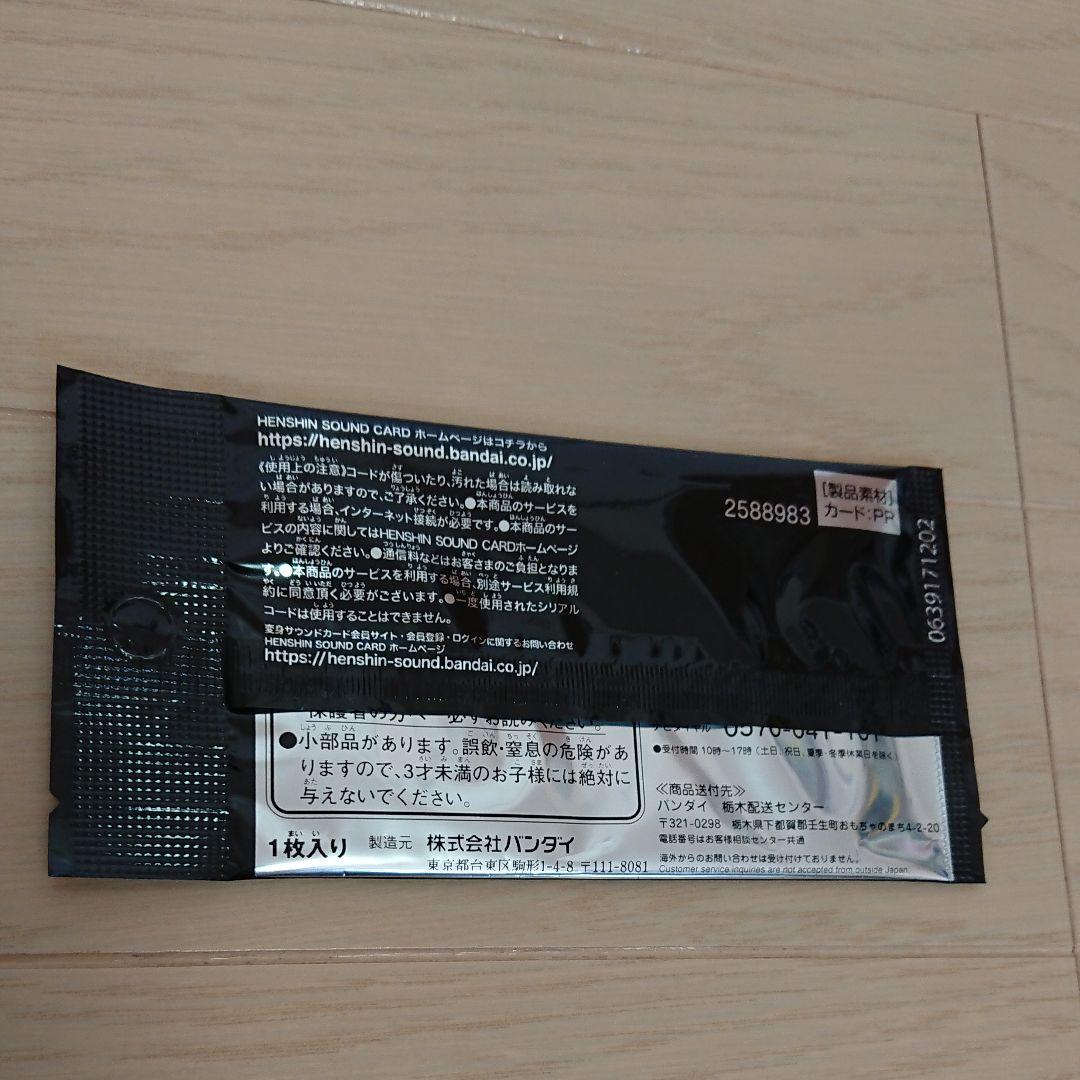 HENSHIN SOUND CARD ホームページはコチラから
https://henshin-sound.bandai.co.jp/
《使用上の注意》コードが傷ついたり、汚れた場合は読み取れな
い場合がありますので、ご了承ください。●本商品のサービスを
利用する場合、インターネット接続が必要です。●本商品のサー
ビスの内容に関してはHENSHIN SOUND CARDホームページ
よりご確認ください。●通信料などはお客さまのご負担となりま
す。●本商品のサービスを利用する場合、別途サービス利用規
約に同意頂く必要がございます。●一度使用されたシリアル
コードは使用することはできません。
変身サウンドカード会員サイト・会員登録・ログインに関するお問い合わせ
HENSHIN SOUND CARD ホームページ
https://henshin-sound.bandai.co.jp/
2588983
[製品素材]
カード:PP
0639171202
●小部品があります。誤飲・窒息の危険があ
りますので、3才未満のお子様には絶対に
与えないでください。
1枚入り 製造元 株式会社バンダイ
東京都台東区駒形1-4-8 〒111-8081
●受付時間 10時〜17時(土日、祝日、夏季・冬季休業日を除く)
≪商品送付先≫
バンダイ 栃木配送センター
〒321-0298 栃木県下都賀郡壬生町おもちゃのまち4-2-20
電話番号はお客様相談センター共通
海外からのお問い合わせは受け付けておりません。
Customer service inquiries are not accepted from outside Japan.